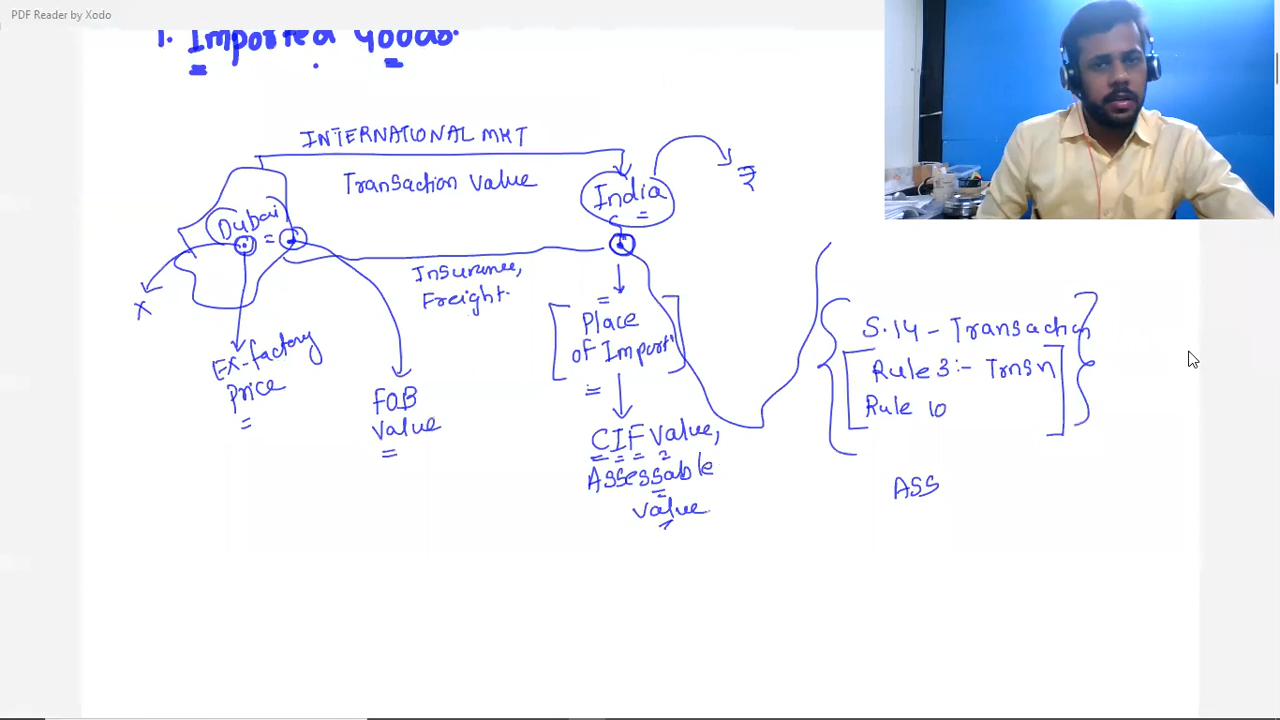 PDF Reader by Xodo
1. Imported Goods.
INTERNATIONAL MKT
Transaction Value
India
₹
Dubai
X
Insurance,
Freight.
Ex-factory
Price
FOB
Value
Place
of Import
CIF Value,
Assessable
value
S.14 - Transaction
Rule 3:- Trnsn
Rule 10
ASS